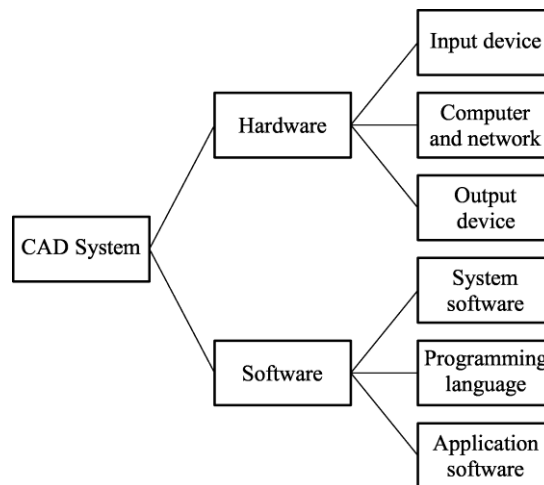 Input device
Hardware
Computer
and network
Output
device
CAD System
System
software
Software
Programming
language
Application
software